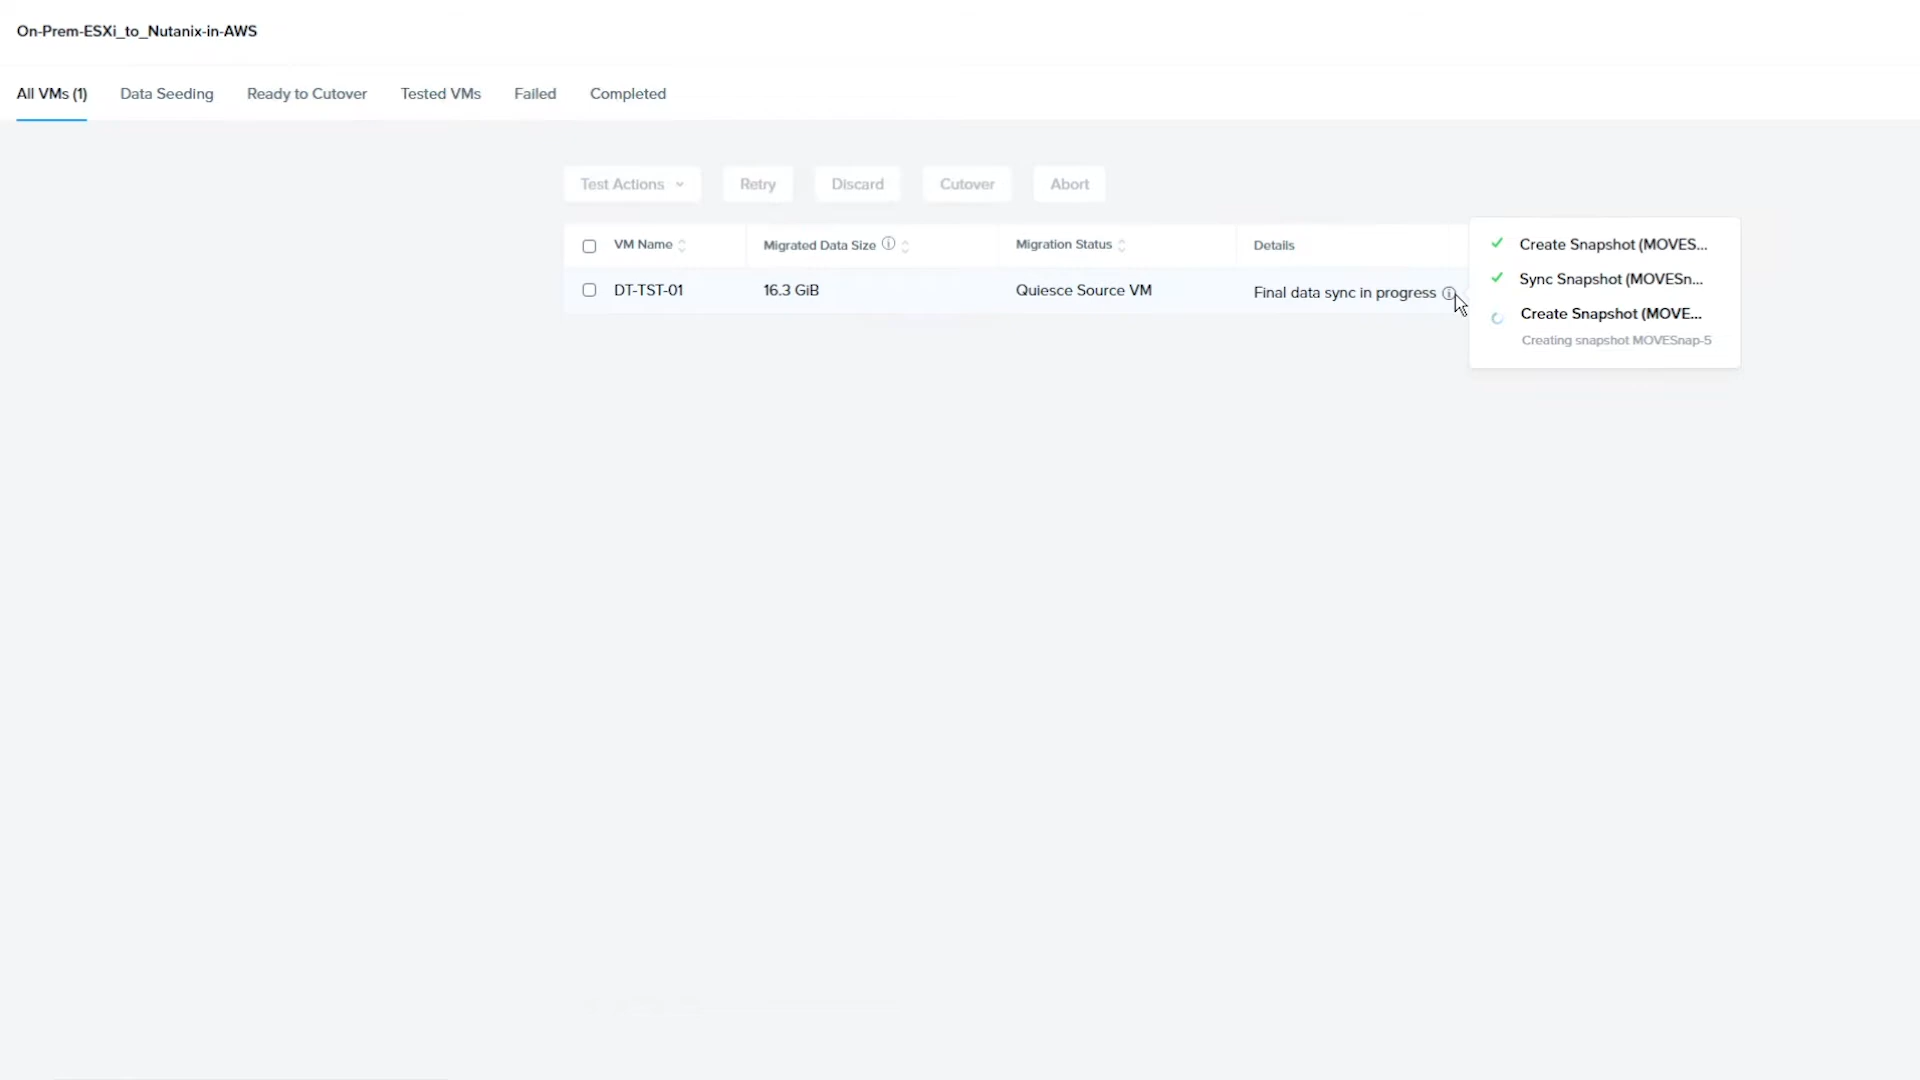 On-Prem-ESXi_to_Nutanix-in-AWS
All VMs (1) Data Seeding Ready to Cutover Tested VMs Failed Completed
Test Actions Retry Discard Cutover Abort
VM Name Migrated Data Size Migration Status Details
DT-TST-01 16.3 GiB Quiesce Source VM Final data sync in progress
Create Snapshot (MOVES...
Sync Snapshot (MOVESn...
Create Snapshot (MOVE...
Creating snapshot MOVESnap-5